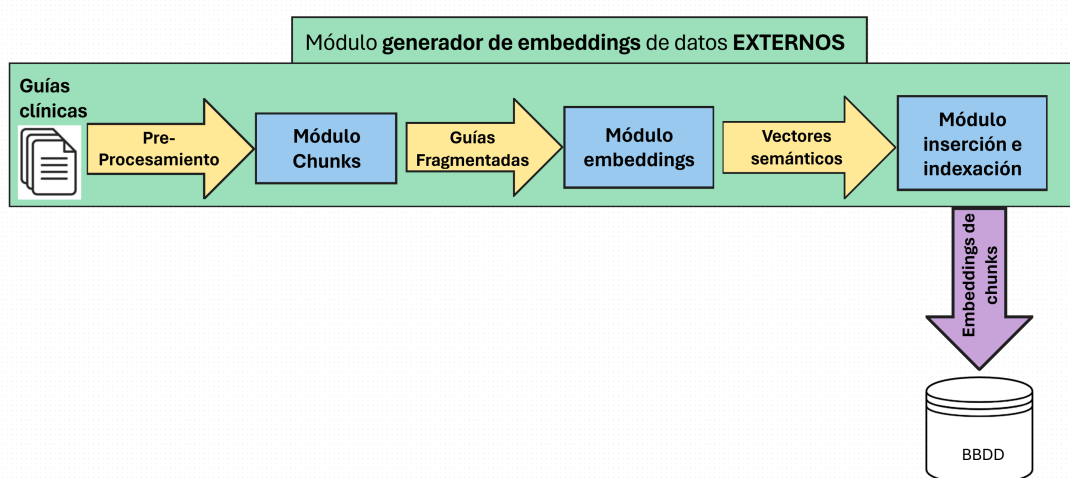 Módulo generador de embeddings de datos EXTERNOS
Guías
clínicas
Pre-
Procesamiento
Módulo
Chunks
Guías
Fragmentadas
Módulo
embeddings
Vectores
semánticos
Módulo
inserción e
indexación
Embeddings de
chunks
BBDD